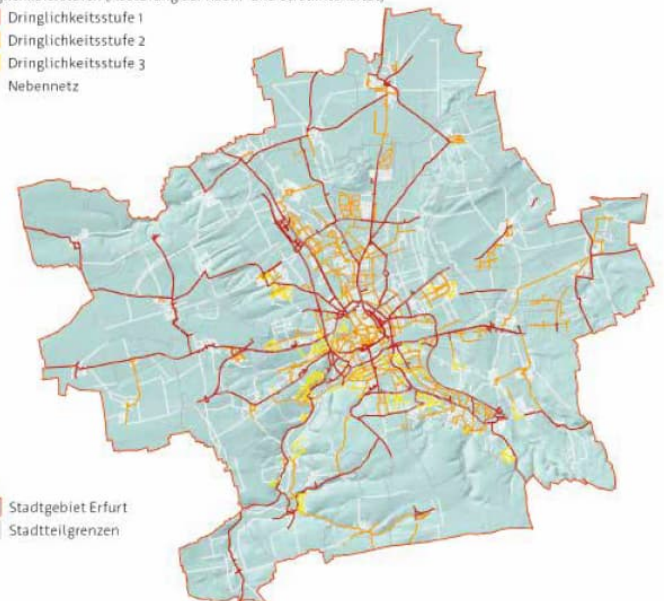 Dringlichkeitsstufe 1
Dringlichkeitsstufe 2
Dringlichkeitsstufe 3
Nebennetz
Stadtgebiet Erfurt
Stadtteilgrenzen